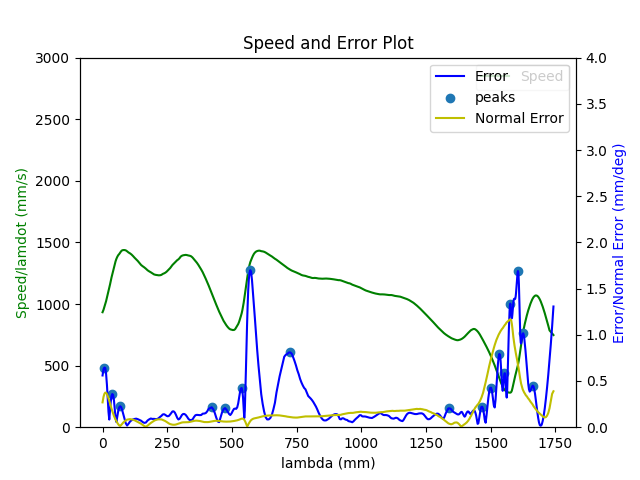 Speed and Error Plot
3000
2500
2000
1500
1000
500
0
Speed/lamdot (mm/s)
4.0
3.5
3.0
2.5
2.0
1.5
1.0
0.5
0.0
Error/Normal Error (mm/deg)
Error
Speed
peaks
Normal Error
0 250 500 750 1000 1250 1500 1750
lambda (mm)